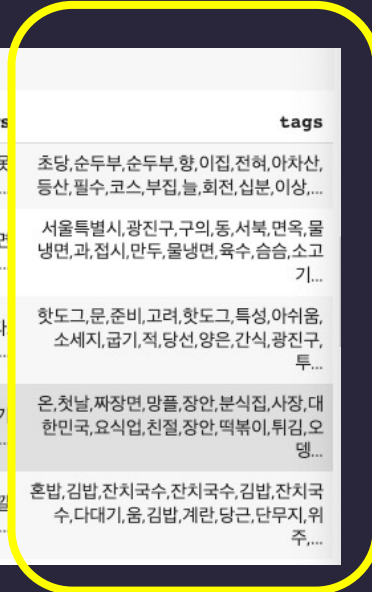 tags
초당,순두부,순두부,향,이집,전혀,아차산,
등산,필수,코스,부집,늘,회전,십분,이상,...
서울특별시,광진구,구의,동,서북,면옥,물
냉면,과,접시,만두,물냉면,육수,슴슴,소고
기...
핫도그,문,준비,고려,핫도그,특성,아쉬움,
소세지,굽기,적,당선,양은,간식,광진구,
투...
온,첫날,짜장면,망플,장안,분식집,사장,대
한민국,요식업,친절,장안,떡볶이,튀김,오
뎅...
혼밥,김밥,잔치국수,잔치국수,김밥,잔치국
수,다대기,움,김밥,계란,당근,단무지,위
주,...